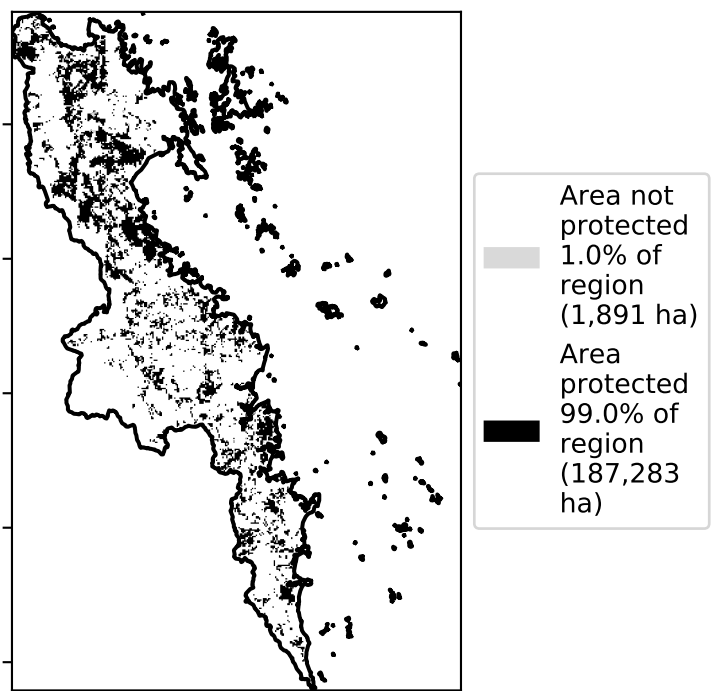 Area not
protected
1.0% of
region
(1,891 ha)
Area
protected
99.0% of
region
(187,283
ha)